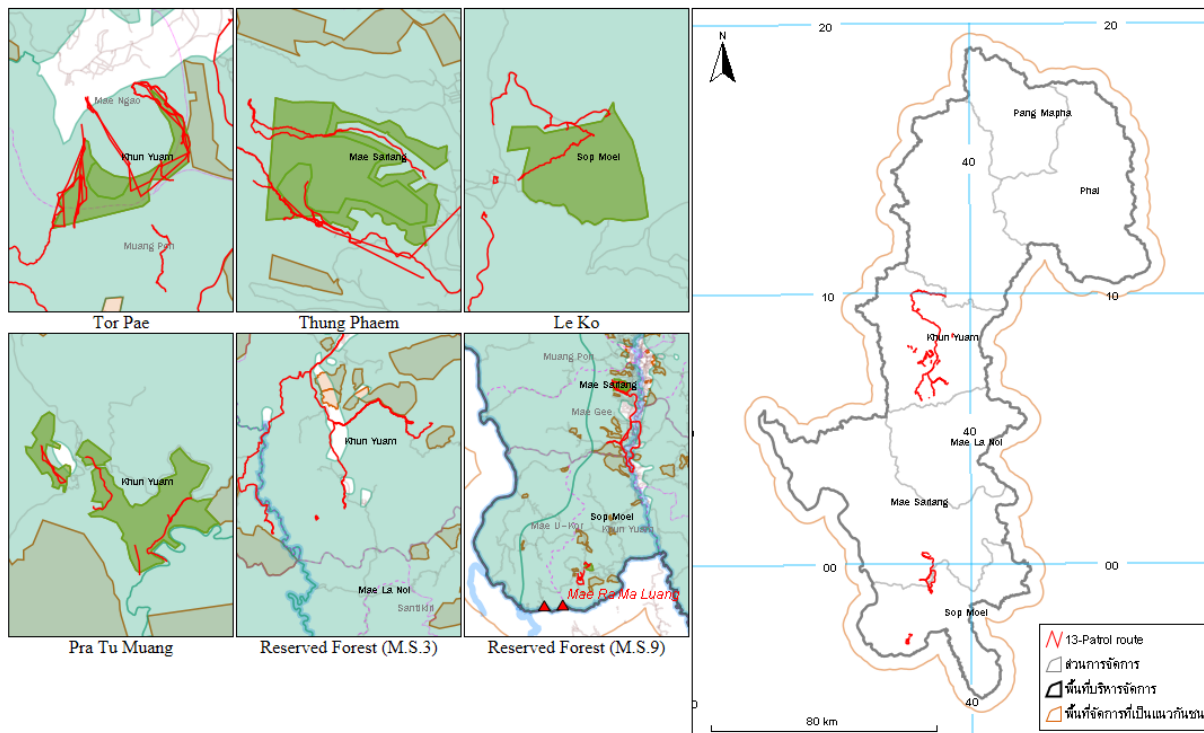 Mae Ngao
Khun Yuam
Muang Pon
Tor Pae
Mae Sariang
Thung Phaem
Sop Moei
Le Ko
Khun Yuam
Pra Tu Muang
Khun Yuam
Mae La Noi
Santikiri
Reserved Forest (M.S.3)
Muang Pon
Mae Sariang
Mae Gee
Sop Moei
Mae U-Kor
Khun Yuam
Mae Ra Ma Luang
Reserved Forest (M.S.9)
20
20
N
Pang Mapha
40
Phai
10
10
Khun Yuam
40
Mae La Noi
Mae Sariang
00
00
Sop Moei
40
80 km
13-Patrol route
ส่วนการจัดการ
พื้นที่บริหารจัดการ
พื้นที่จัดการที่เป็นแนวกันชน